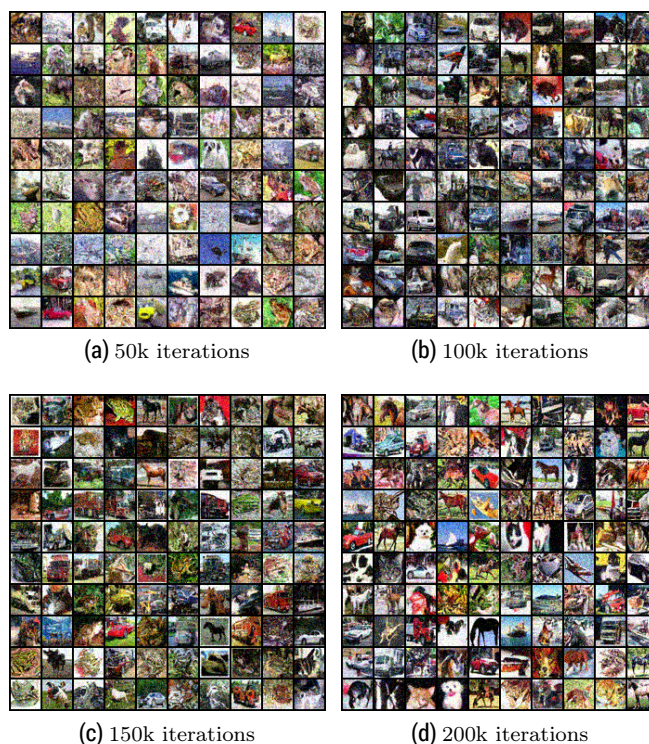 (a) 50k iterations
(b) 100k iterations
(c) 150k iterations
(d) 200k iterations